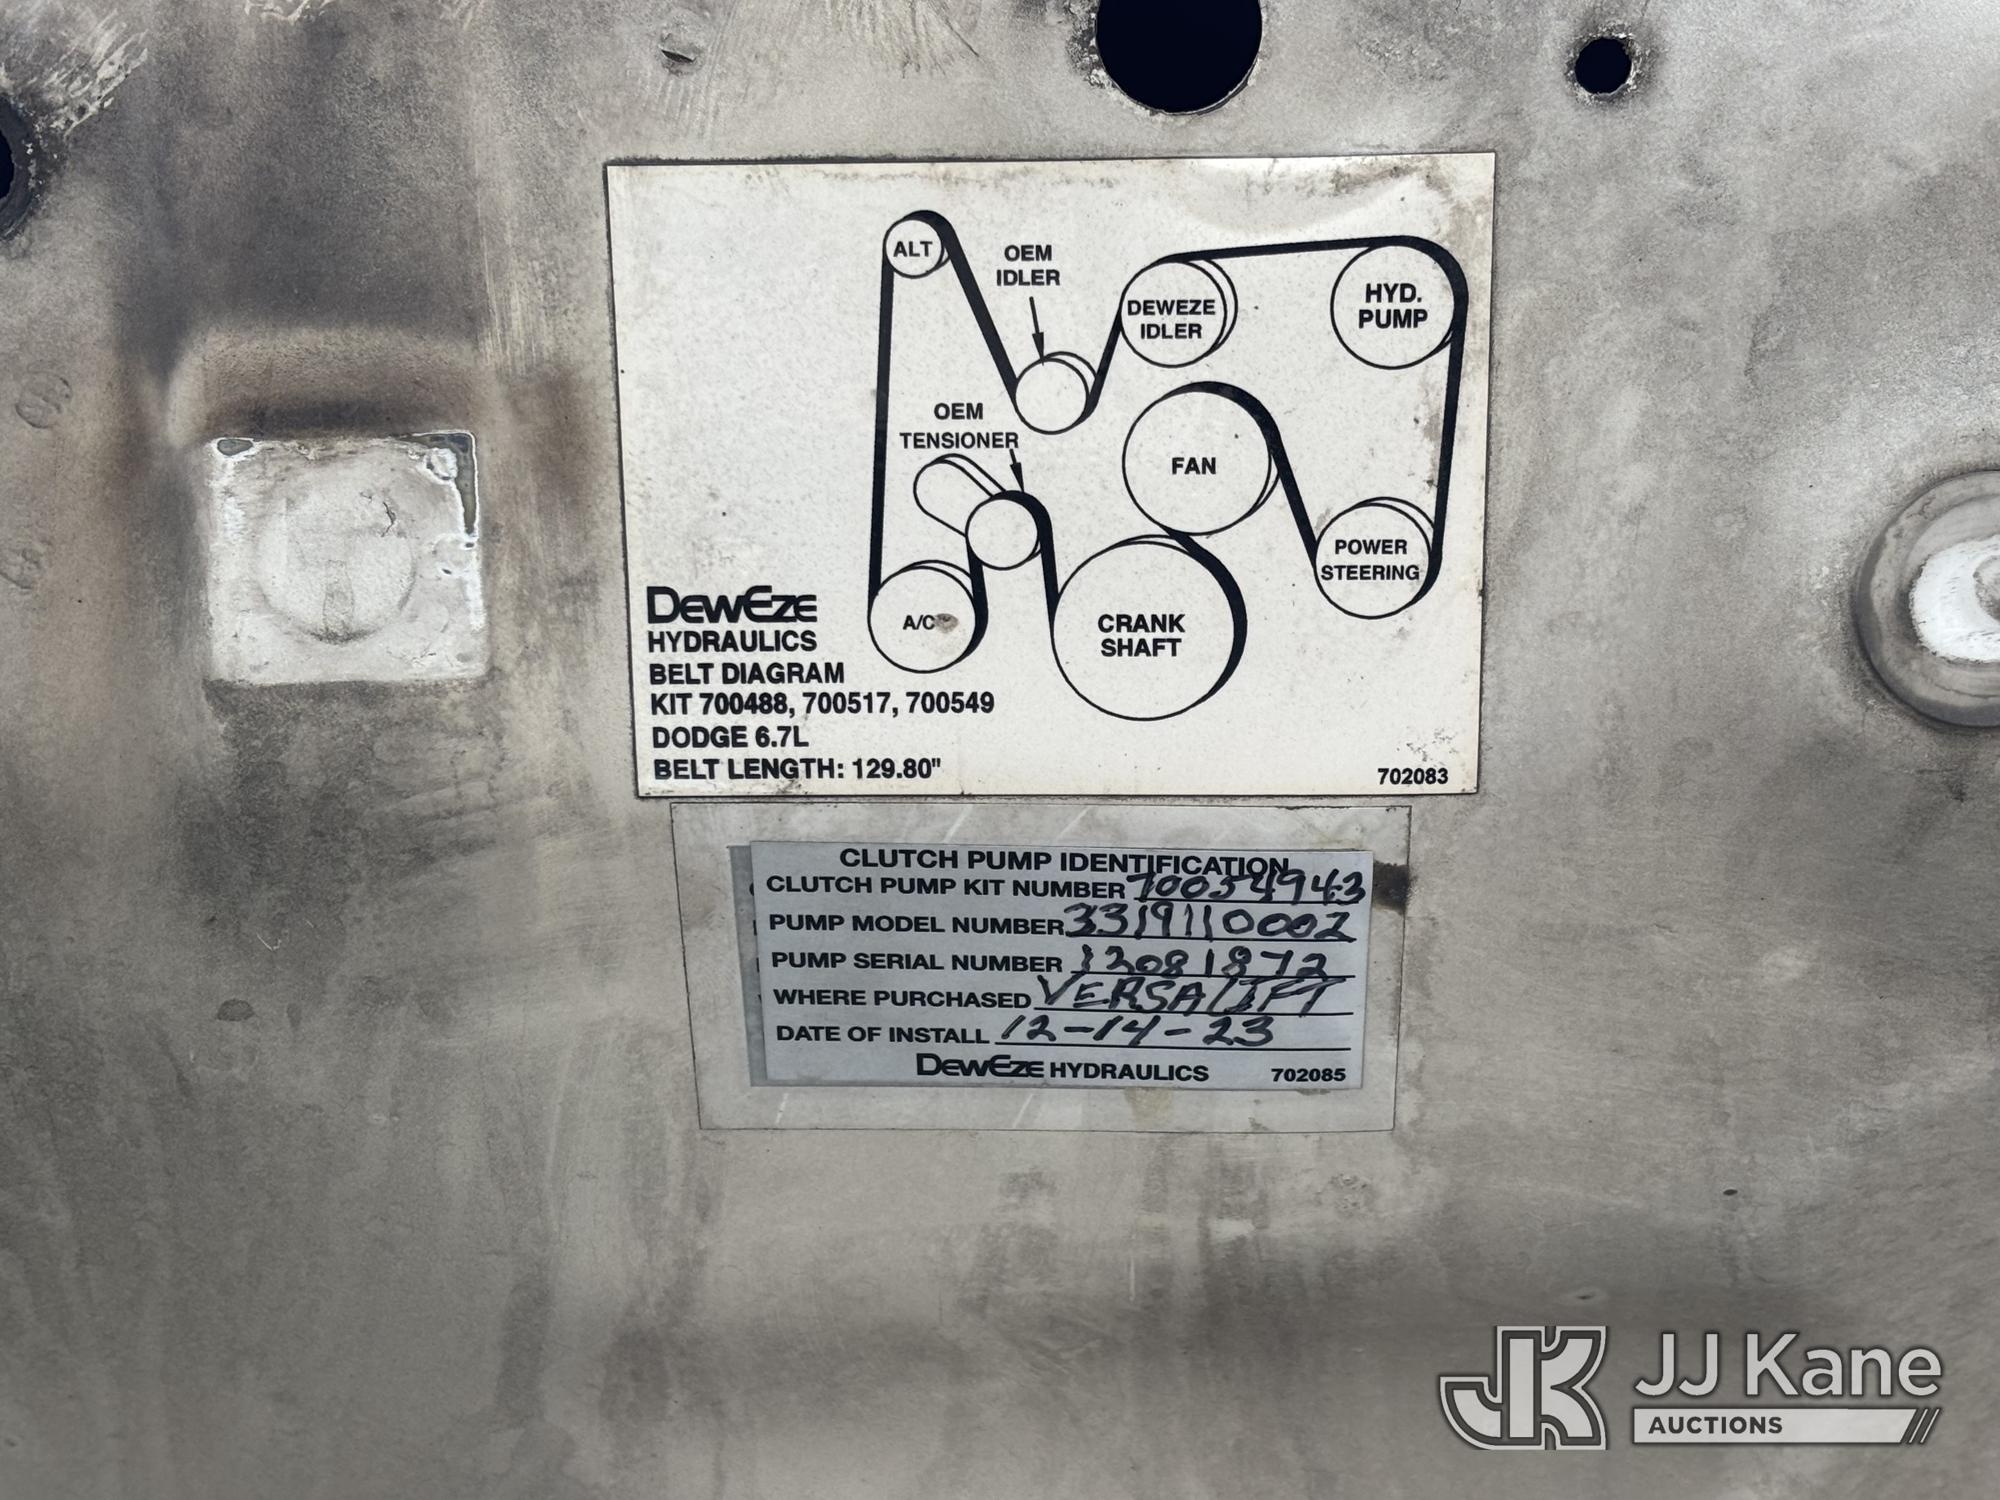 ALT
OEM
IDLER
DEWEZE
IDLER
HYD.
PUMP
OEM
TENSIONER
FAN
POWER
STEERING
A/C
CRANK
SHAFT
DEWEZE
HYDRAULICS
BELT DIAGRAM
KIT 700488, 700517, 700549
DODGE 6.7L
BELT LENGTH: 129.80"
702083
CLUTCH PUMP IDENTIFICATION
CLUTCH PUMP KIT NUMBER 70054943
PUMP MODEL NUMBER 3319110002
PUMP SERIAL NUMBER 12081872
WHERE PURCHASED VERSALIFT
DATE OF INSTALL 12-14-23
DEWEZE HYDRAULICS 702085
JK JJ Kane
AUCTIONS